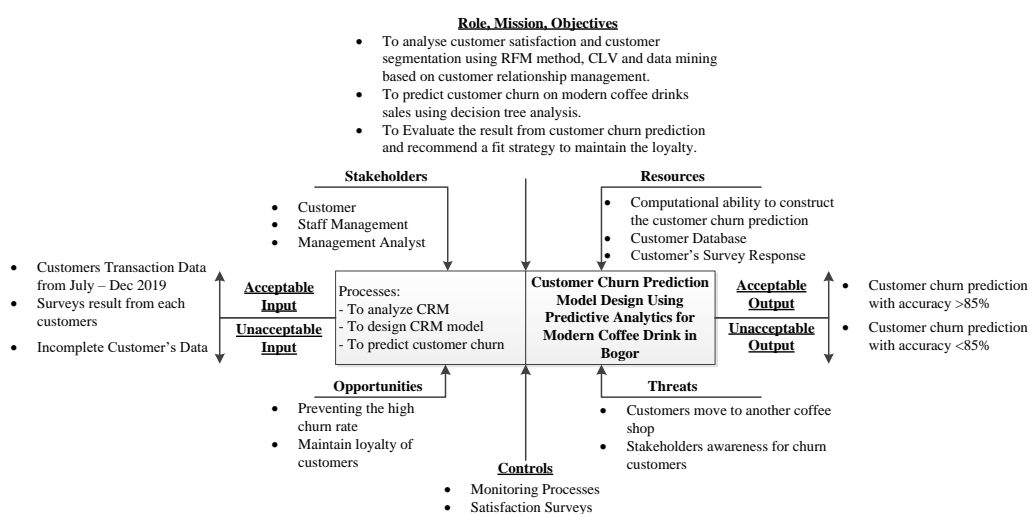 Role, Mission, Objectives
• To analyse customer satisfaction and customer
segmentation using RFM method, CLV and data mining
based on customer relationship management.
• To predict customer churn on modern coffee drinks
sales using decision tree analysis.
• To Evaluate the result from customer churn prediction
and recommend a fit strategy to maintain the loyalty.
Stakeholders
• Customer
• Staff Management
• Management Analyst
Resources
• Computational ability to construct
the customer churn prediction
• Customer Database
• Customer's Survey Response
• Customers Transaction Data
from July – Dec 2019
• Surveys result from each
customers
• Incomplete Customer's Data
Acceptable
Input
Unacceptable
Input
Processes:
- To analyze CRM
- To design CRM model
- To predict customer churn
Customer Churn Prediction
Model Design Using
Predictive Analytics for
Modern Coffee Drink in
Bogor
Acceptable
Output
Unacceptable
Output
• Customer churn prediction
with accuracy >85%
• Customer churn prediction
with accuracy <85%
Opportunities
• Preventing the high
churn rate
• Maintain loyalty of
customers
Threats
• Customers move to another coffee
shop
• Stakeholders awareness for churn
customers
Controls
• Monitoring Processes
• Satisfaction Surveys